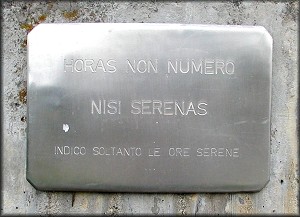 HORAS NON NUMERO
NISI SERENAS
INDICO SOLTANTO LE ORE SERENE